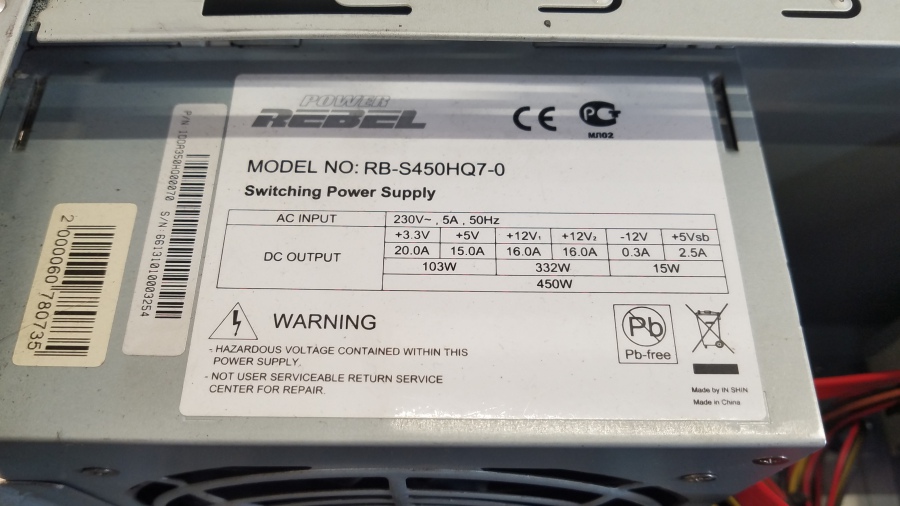 POWER
REBEL
CE
РСТ
МЛ02
MODEL NO: RB-S450HQ7-0
Switching Power Supply
AC INPUT 230V~ , 5A , 50Hz
DC OUTPUT
+3.3V +5V +12V₁ +12V₂ -12V +5Vsb
20.0A 15.0A 16.0A 16.0A 0.3A 2.5A
103W 332W 15W
450W
WARNING
- HAZARDOUS VOLTAGE CONTAINED WITHIN THIS
POWER SUPPLY.
- NOT USER SERVICEABLE RETURN SERVICE
CENTER FOR REPAIR.
Pb
Pb-free
Made by IN SHIN
Made in China
S/N:66131010003254
2 000060 780735